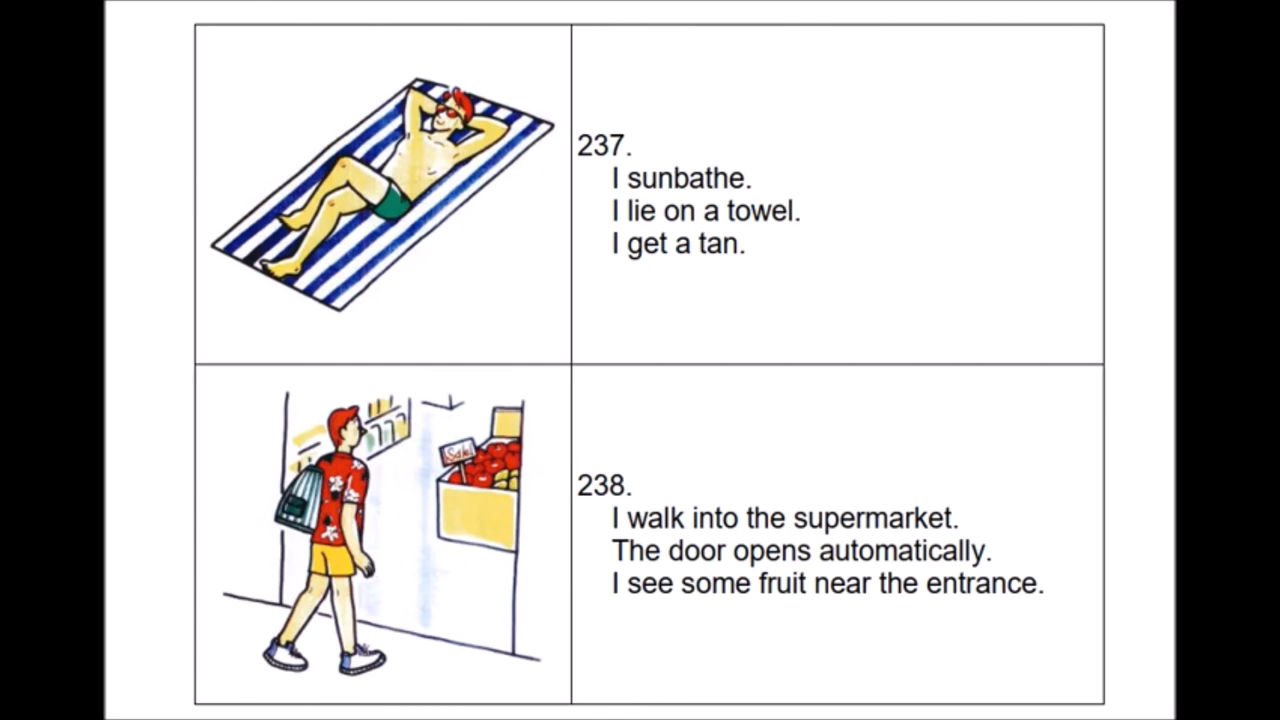 237.
I sunbathe.
I lie on a towel.
I get a tan.
Sale
238.
I walk into the supermarket.
The door opens automatically.
I see some fruit near the entrance.